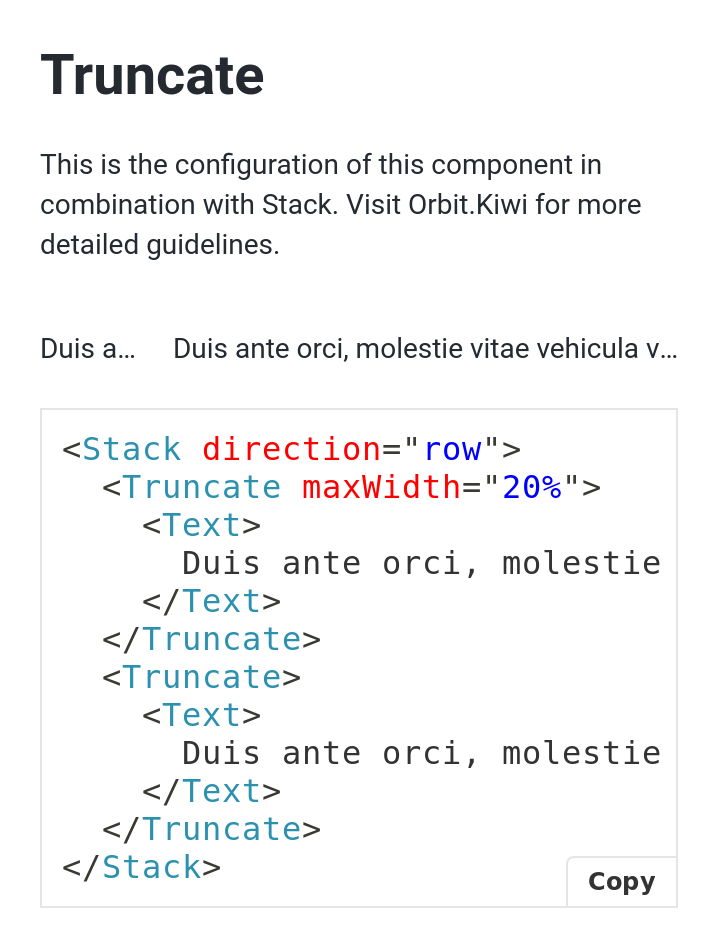 Truncate
This is the configuration of this component in
combination with Stack. Visit Orbit.Kiwi for more
detailed guidelines.
Duis a… Duis ante orci, molestie vitae vehicula v…
<Stack direction="row">
  <Truncate maxWidth="20%">
    <Text>
      Duis ante orci, molestie
    </Text>
  </Truncate>
  <Truncate>
    <Text>
      Duis ante orci, molestie
    </Text>
  </Truncate>
</Stack>
Copy